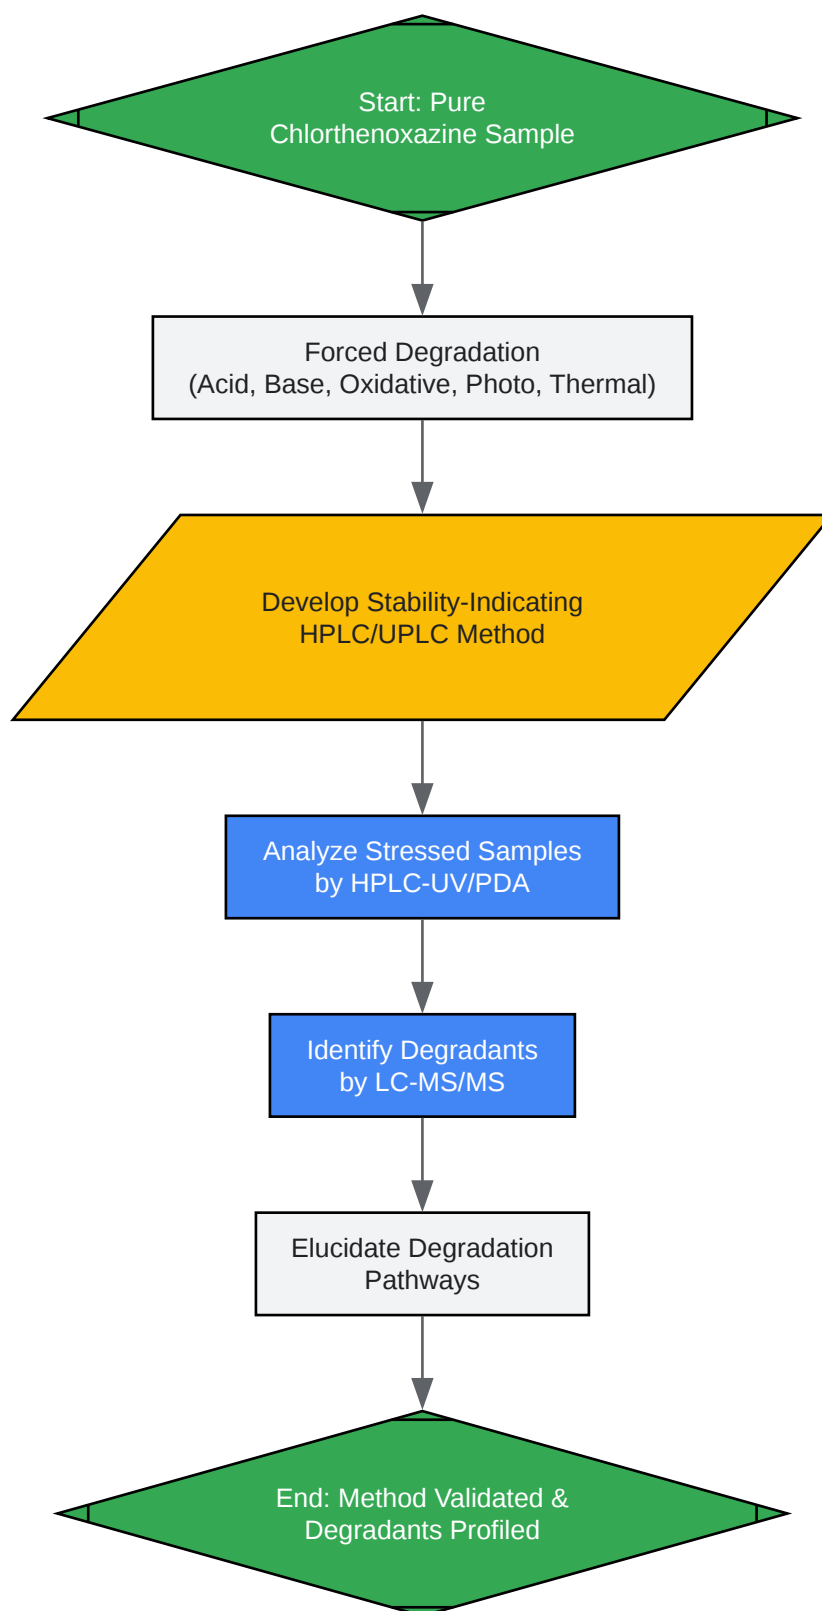 Start: Pure
Chlorthenoxazine Sample
Forced Degradation
(Acid, Base, Oxidative, Photo, Thermal)
Develop Stability-Indicating
HPLC/UPLC Method
Analyze Stressed Samples
by HPLC-UV/PDA
Identify Degradants
by LC-MS/MS
Elucidate Degradation
Pathways
End: Method Validated &
Degradants Profiled